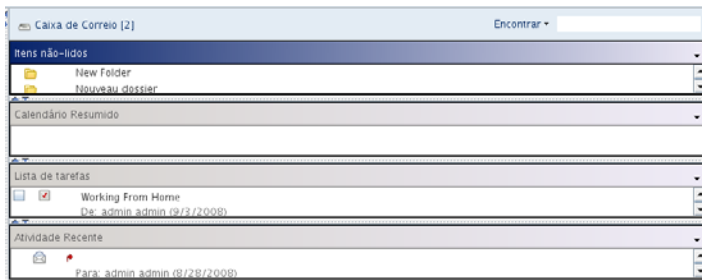 Caixa de Correio [2] Encontrar
Itens não-lidos
New Folder
Nouveau dossier
Calendário Resumido
Lista de tarefas
Working From Home
De: admin admin (9/3/2008)
Atividade Recente
Para: admin admin (8/28/2008)